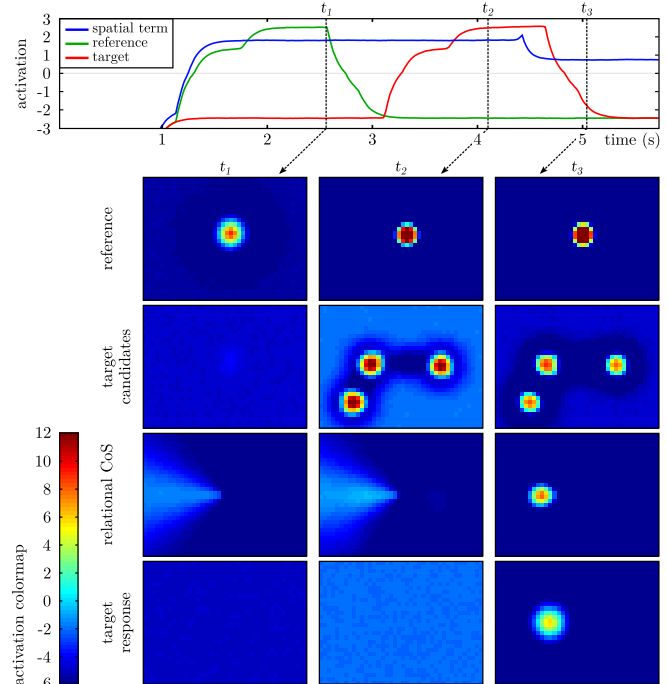 t1 t2 t3
3
2
1
0
-1
-2
-3
activation
spatial term
reference
target
1 2 3 4 5 time (s)
t1 t2 t3
reference
target
candidates
relational CoS
target
response
activation colormap
12
10
8
6
4
2
0
-2
-4
-6